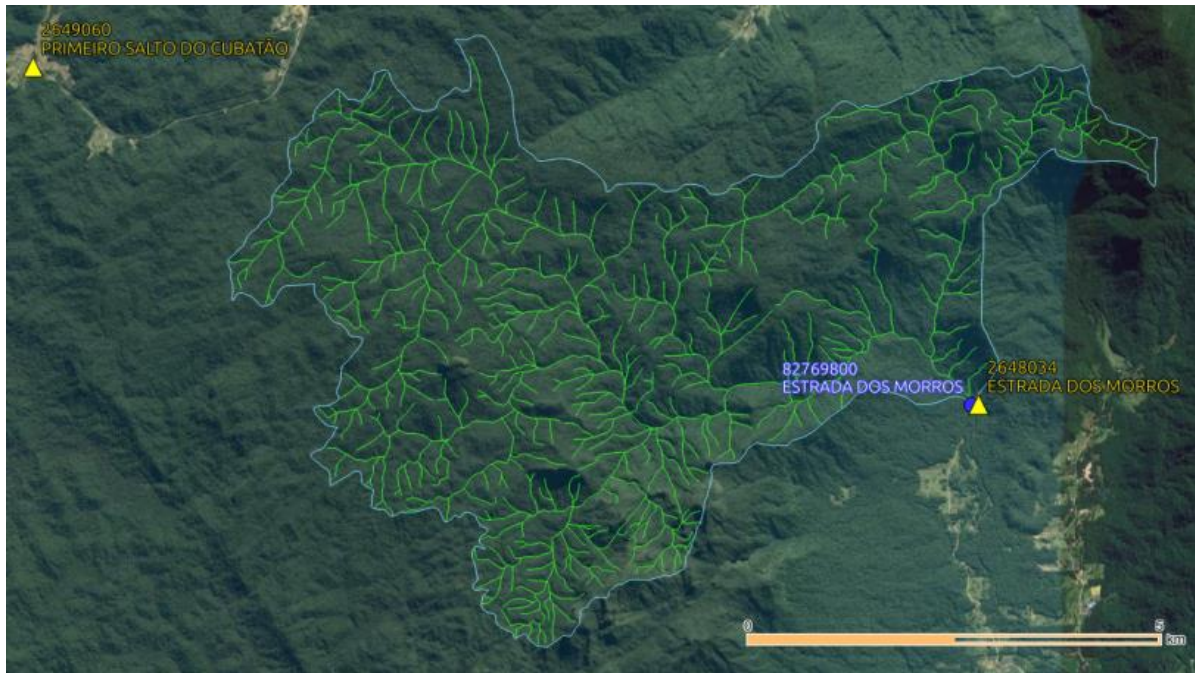 2649060
PRIMEIRO SALTO DO CUBATÃO
82769800
ESTRADA DOS MORROS
2648034
ESTRADA DOS MORROS
0
5
km